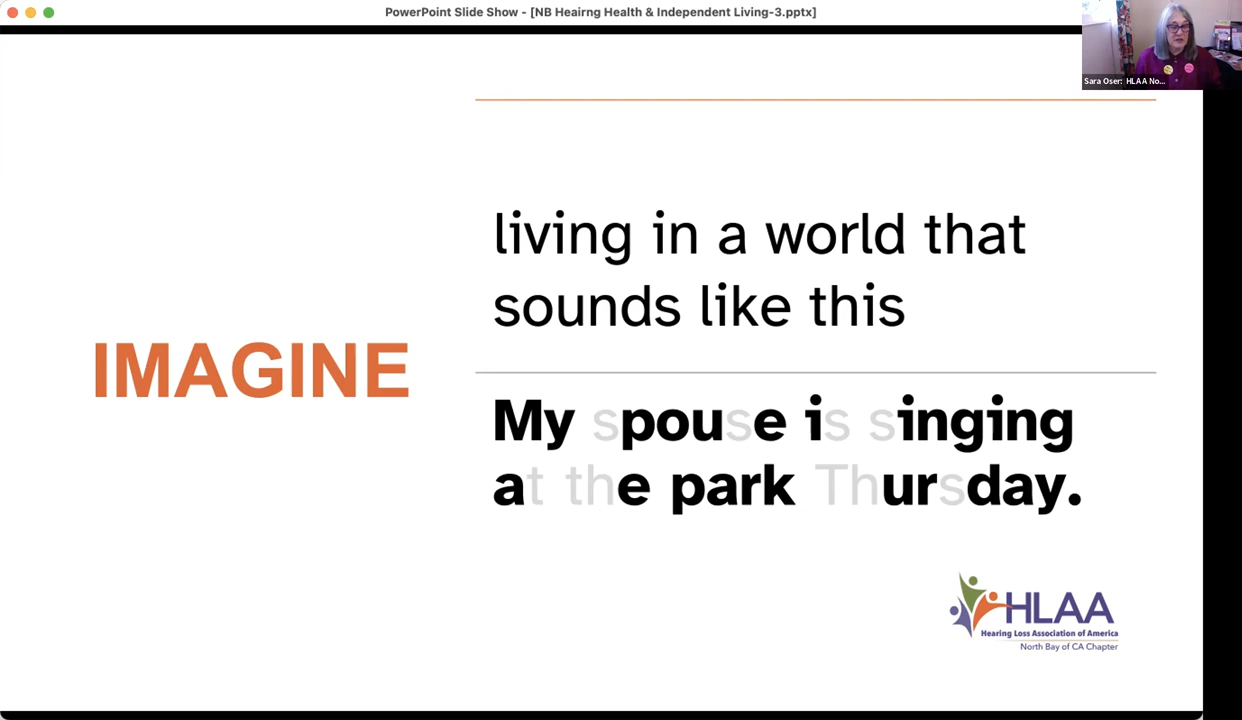 PowerPoint Slide Show - [NB Heairng Health & Independent Living-3.pptx]
Sara Oser: HLAA No...
living in a world that
sounds like this
IMAGINE
My spouse is singing
at the park Thursday.
HLAA
Hearing Loss Association of America
North Bay of CA Chapter